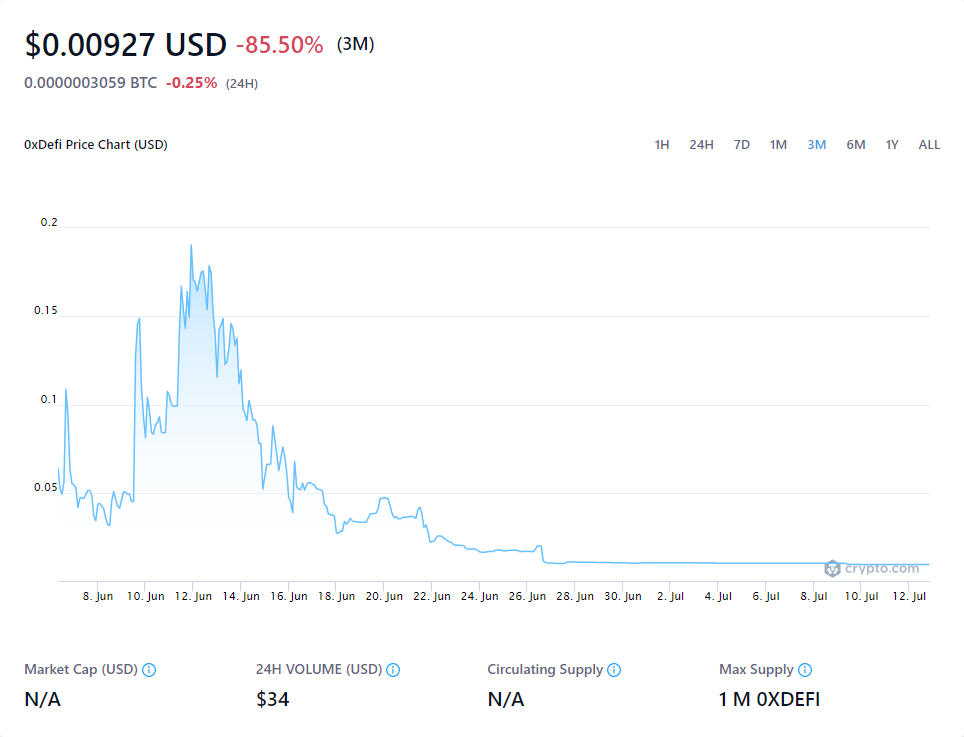 $0.00927 USD -85.50% (3M)
0.0000003059 BTC -0.25% (24H)
0xDefi Price Chart (USD) 1H 24H 7D 1M 3M 6M 1Y ALL
0.2
0.15
0.1
0.05
crypto.com
8. Jun 10. Jun 12. Jun 14. Jun 16. Jun 18. Jun 20. Jun 22. Jun 24. Jun 26. Jun 28. Jun 30. Jun 2. Jul 4. Jul 6. Jul 8. Jul 10. Jul 12. Jul
Market Cap (USD) 24H VOLUME (USD) Circulating Supply Max Supply
N/A $34 N/A 1 M 0XDEFI